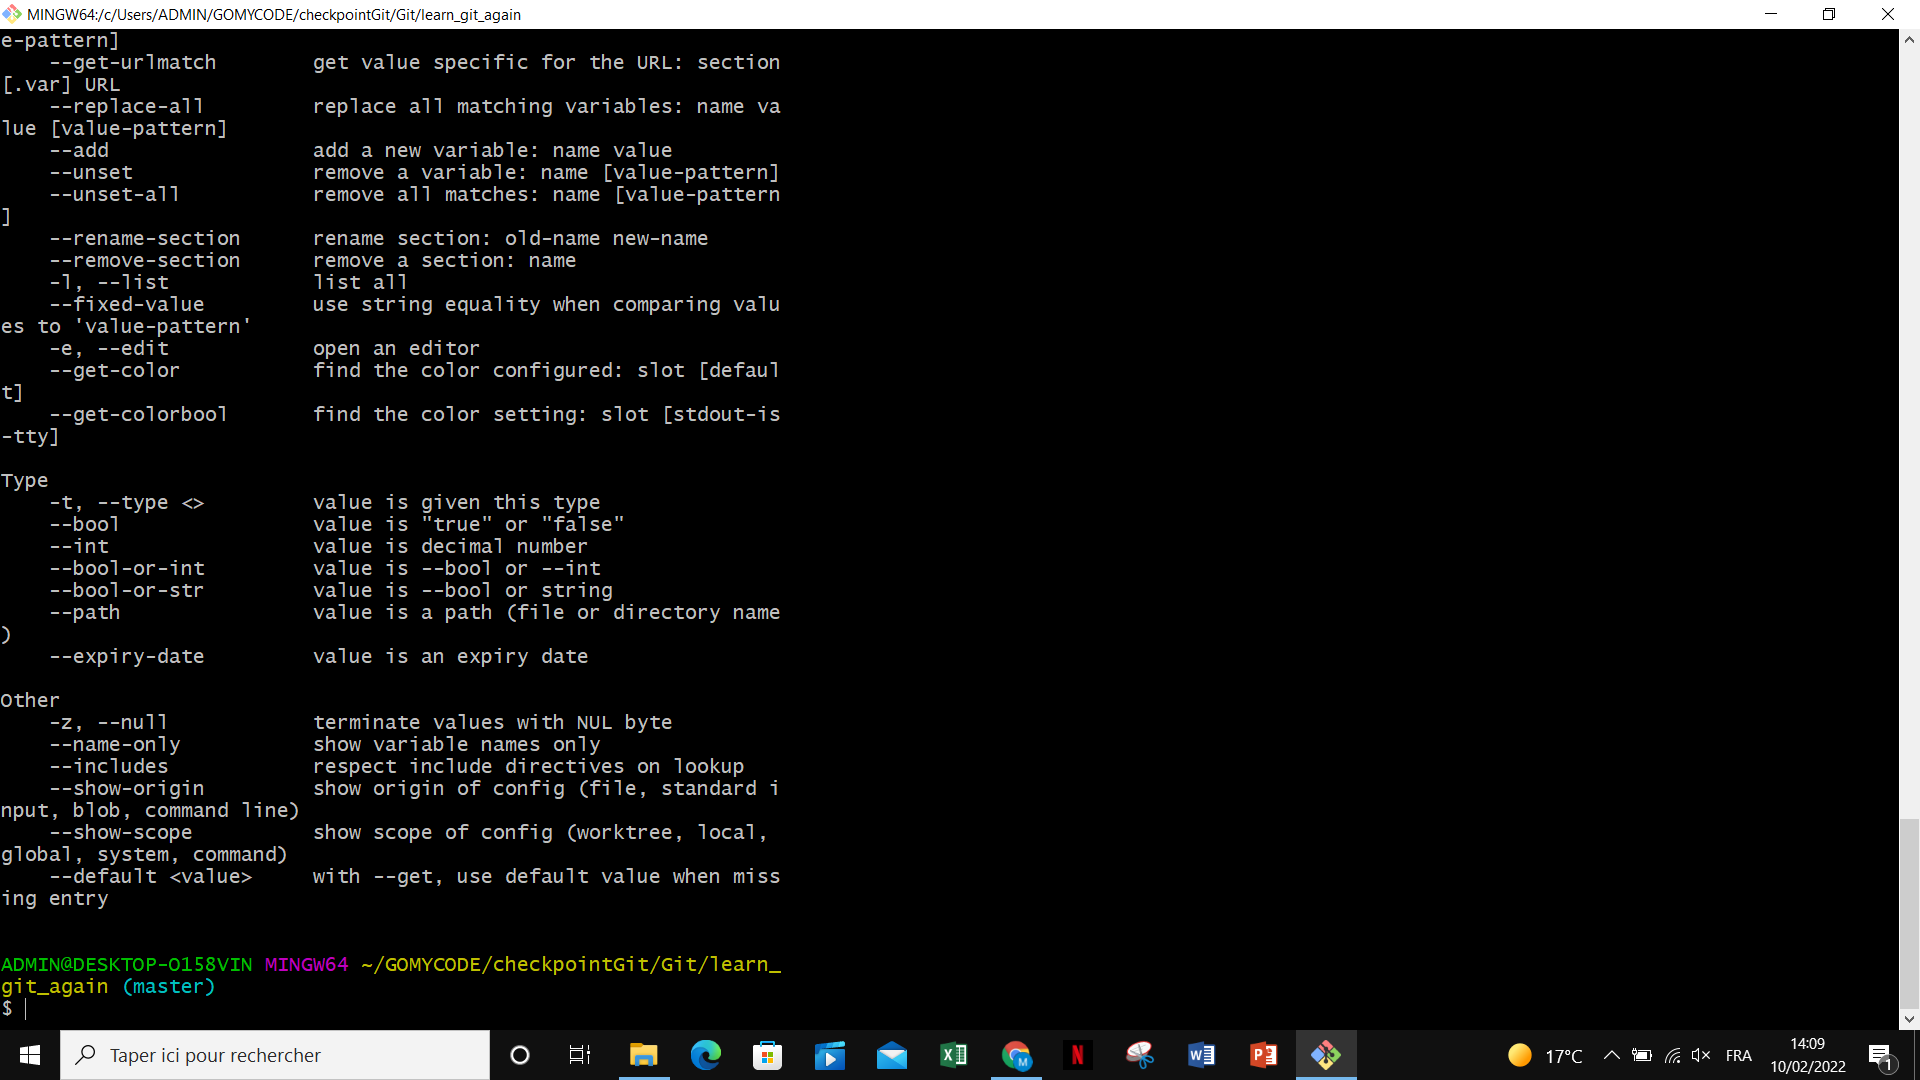 MINGW64:/c/Users/ADMIN/GOMYCODE/checkpointGit/Git/learn_git_again
e-pattern]
    --get-urlmatch        get value specific for the URL: section
[.var] URL
    --replace-all         replace all matching variables: name va
lue [value-pattern]
    --add                 add a new variable: name value
    --unset               remove a variable: name [value-pattern]
    --unset-all           remove all matches: name [value-pattern
]
    --rename-section      rename section: old-name new-name
    --remove-section      remove a section: name
    -l, --list            list all
    --fixed-value         use string equality when comparing valu
es to 'value-pattern'
    -e, --edit            open an editor
    --get-color           find the color configured: slot [defaul
t]
    --get-colorbool       find the color setting: slot [stdout-is
-tty]
Type
    -t, --type <>         value is given this type
    --bool                value is "true" or "false"
    --int                 value is decimal number
    --bool-or-int         value is --bool or --int
    --bool-or-str         value is --bool or string
    --path                value is a path (file or directory name
)
    --expiry-date         value is an expiry date
Other
    -z, --null            terminate values with NUL byte
    --name-only           show variable names only
    --includes            respect include directives on lookup
    --show-origin         show origin of config (file, standard i
nput, blob, command line)
    --show-scope          show scope of config (worktree, local,
global, system, command)
    --default <value>     with --get, use default value when miss
ing entry
ADMIN@DESKTOP-O158VIN MINGW64 ~/GOMYCODE/checkpointGit/Git/learn_
git_again (master)
$
Taper ici pour rechercher
17°C
FRA
14:09
10/02/2022
1